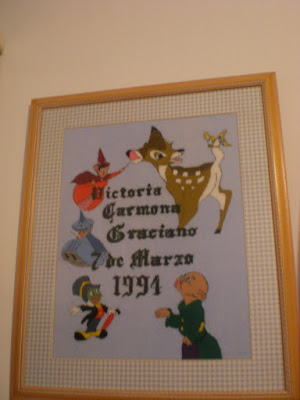 Victoria
Carmona
Graciano
7 de Marzo
1994